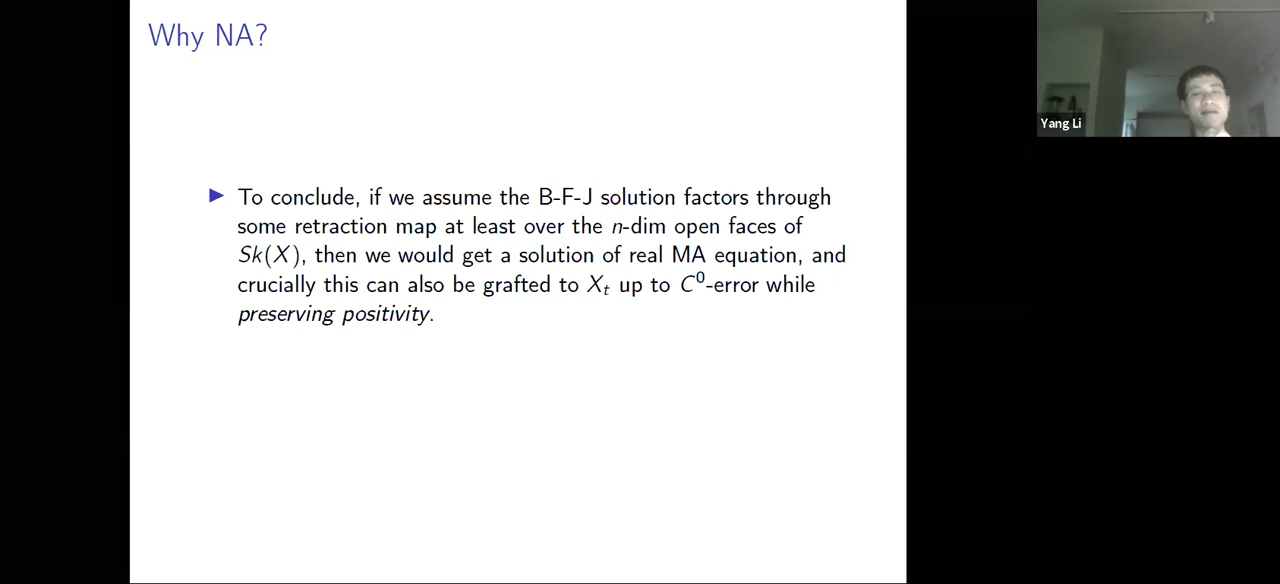 Why NA?
▶ To conclude, if we assume the B-F-J solution factors through
some retraction map at least over the n-dim open faces of
Sk(X), then we would get a solution of real MA equation, and
crucially this can also be grafted to Xₜ up to C⁰-error while
preserving positivity.
Yang Li